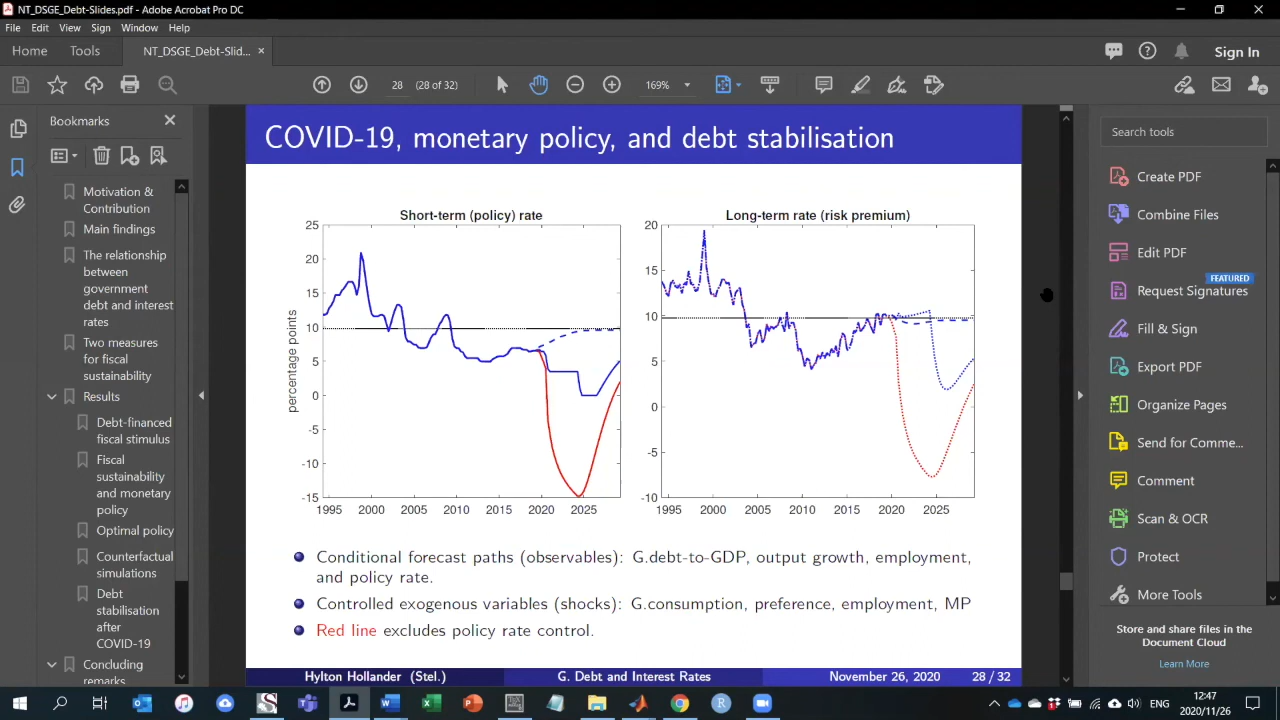 NT_DSGE_Debt-Slides.pdf - Adobe Acrobat Pro DC
File Edit View Sign Window Help
Home Tools NT_DSGE_Debt-Slid... × Sign In
28 (28 of 32) 169%
Bookmarks
Motivation &
Contribution
Main findings
The relationship
between
government
debt and interest
rates
Two measures
for fiscal
sustainability
Results
Debt-financed
fiscal stimulus
Fiscal
sustainability
and monetary
policy
Optimal policy
Counterfactual
simulations
Debt
stabilisation
after
COVID-19
Concluding
remarks
COVID-19, monetary policy, and debt stabilisation
Short-term (policy) rate
percentage points
25
20
15
10
5
0
-5
-10
-15
1995 2000 2005 2010 2015 2020 2025
Long-term rate (risk premium)
20
15
10
5
0
-5
-10
1995 2000 2005 2010 2015 2020 2025
Conditional forecast paths (observables): G.debt-to-GDP, output growth, employment,
and policy rate.
Controlled exogenous variables (shocks): G.consumption, preference, employment, MP
Red line excludes policy rate control.
Hylton Hollander (Stel.) G. Debt and Interest Rates November 26, 2020 28 / 32
Search tools
Create PDF
Combine Files
Edit PDF
FEATURED
Request Signatures
Fill & Sign
Export PDF
Organize Pages
Send for Comme...
Comment
Scan & OCR
Protect
More Tools
Store and share files in the
Document Cloud
Learn More
ENG
12:47
2020/11/26